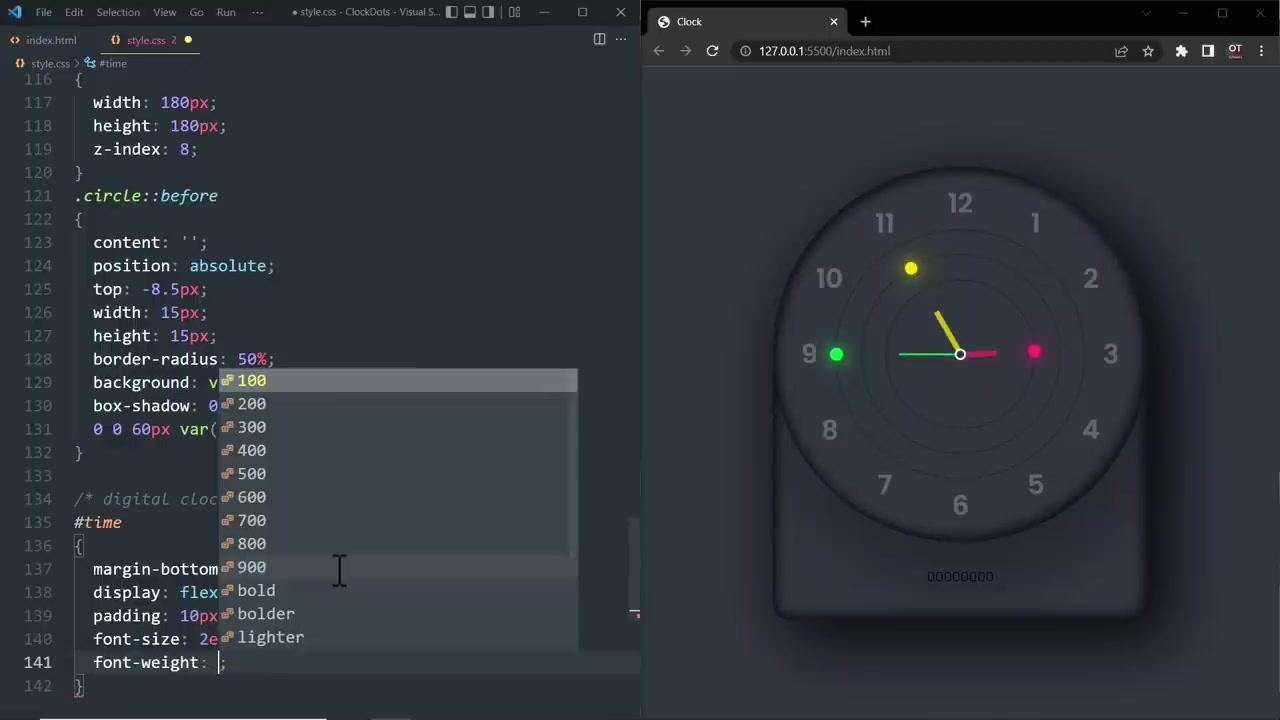 File Edit Selection View Go Run ··· ● style.css - ClockDots - Visual S...
index.html style.css 2 ●
style.css > #time
116 {
117 width: 180px;
118 height: 180px;
119 z-index: 8;
120 }
121 .circle::before
122 {
123 content: '';
124 position: absolute;
125 top: -8.5px;
126 width: 15px;
127 height: 15px;
128 border-radius: 50%;
129 background: v
130 box-shadow: 0
131 0 0 60px var(
132 }
133
134 /* digital cloc
135 #time
136 {
137 margin-bottom
138 display: flex
139 padding: 10px
140 font-size: 2e
141 font-weight: ;
142 }
100
200
300
400
500
600
700
800
900
bold
bolder
lighter
Clock
127.0.0.1:5500/index.html
OT
12
11 1
10 2
9 3
8 4
7 5
6
00000000